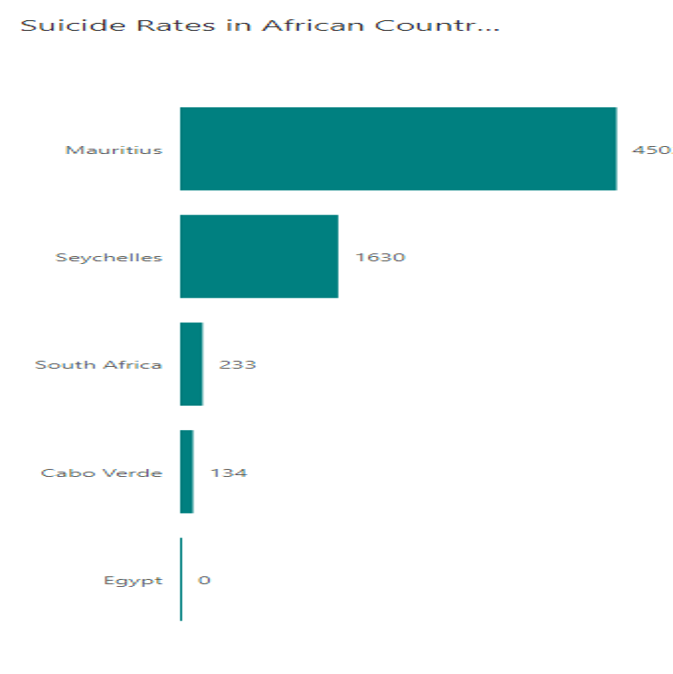 Suicide Rates in African Countr...
Mauritius 450
Seychelles 1630
South Africa 233
Cabo Verde 134
Egypt 0